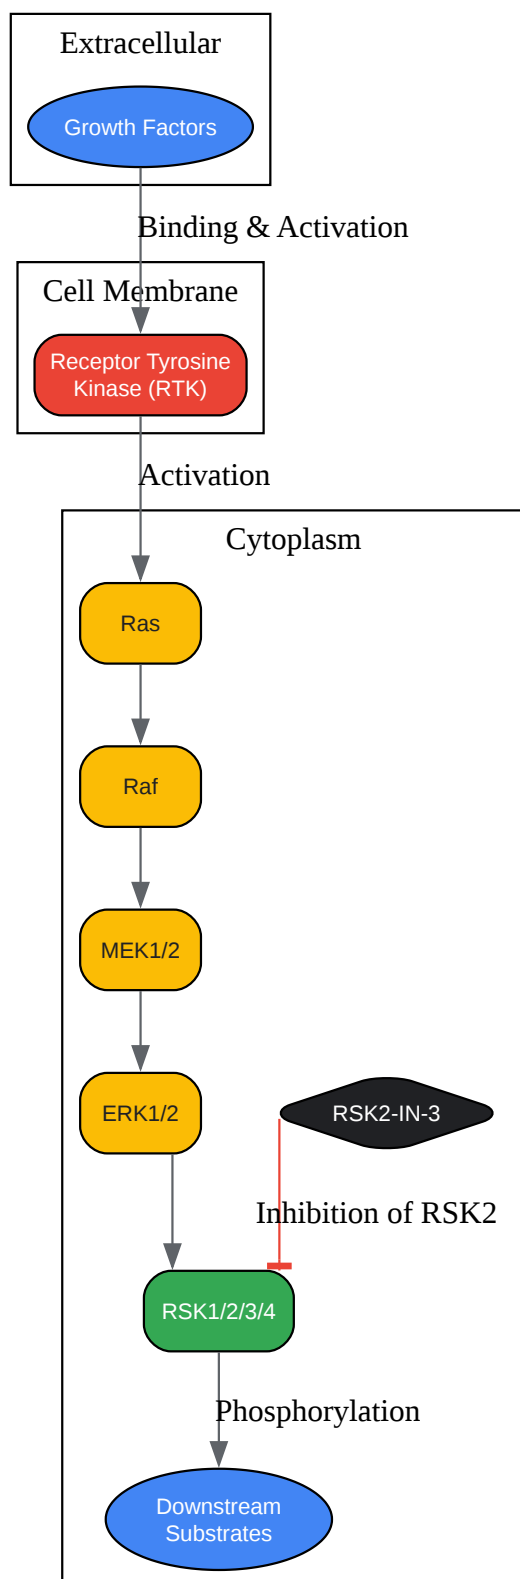 Extracellular
Growth Factors
Binding & Activation
Cell Membrane
Receptor Tyrosine
Kinase (RTK)
Activation
Cytoplasm
Ras
Raf
MEK1/2
ERK1/2
RSK2-IN-3
Inhibition of RSK2
RSK1/2/3/4
Phosphorylation
Downstream
Substrates